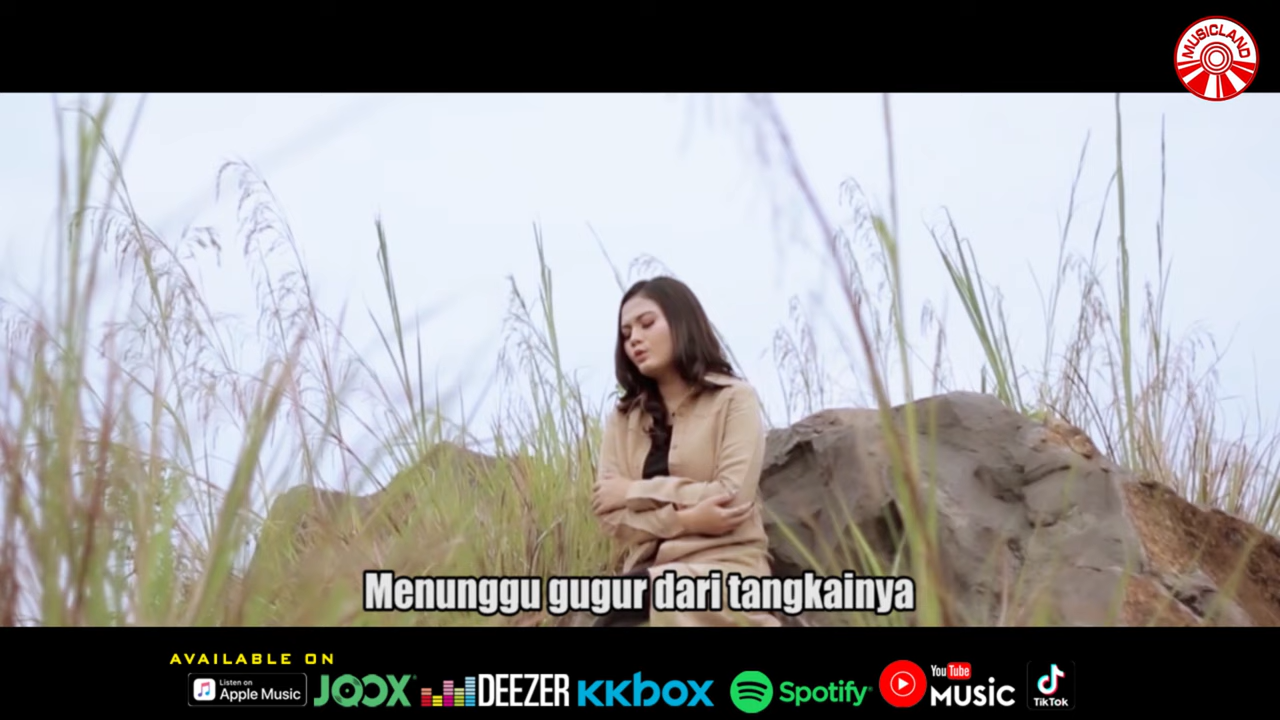 MUSICLAND
Menunggu gugur dari tangkainya
AVAILABLE ON
Listen on
Apple Music
JOOX
DEEZER
KKBOX
Spotify
YouTube
MUSIC
TikTok